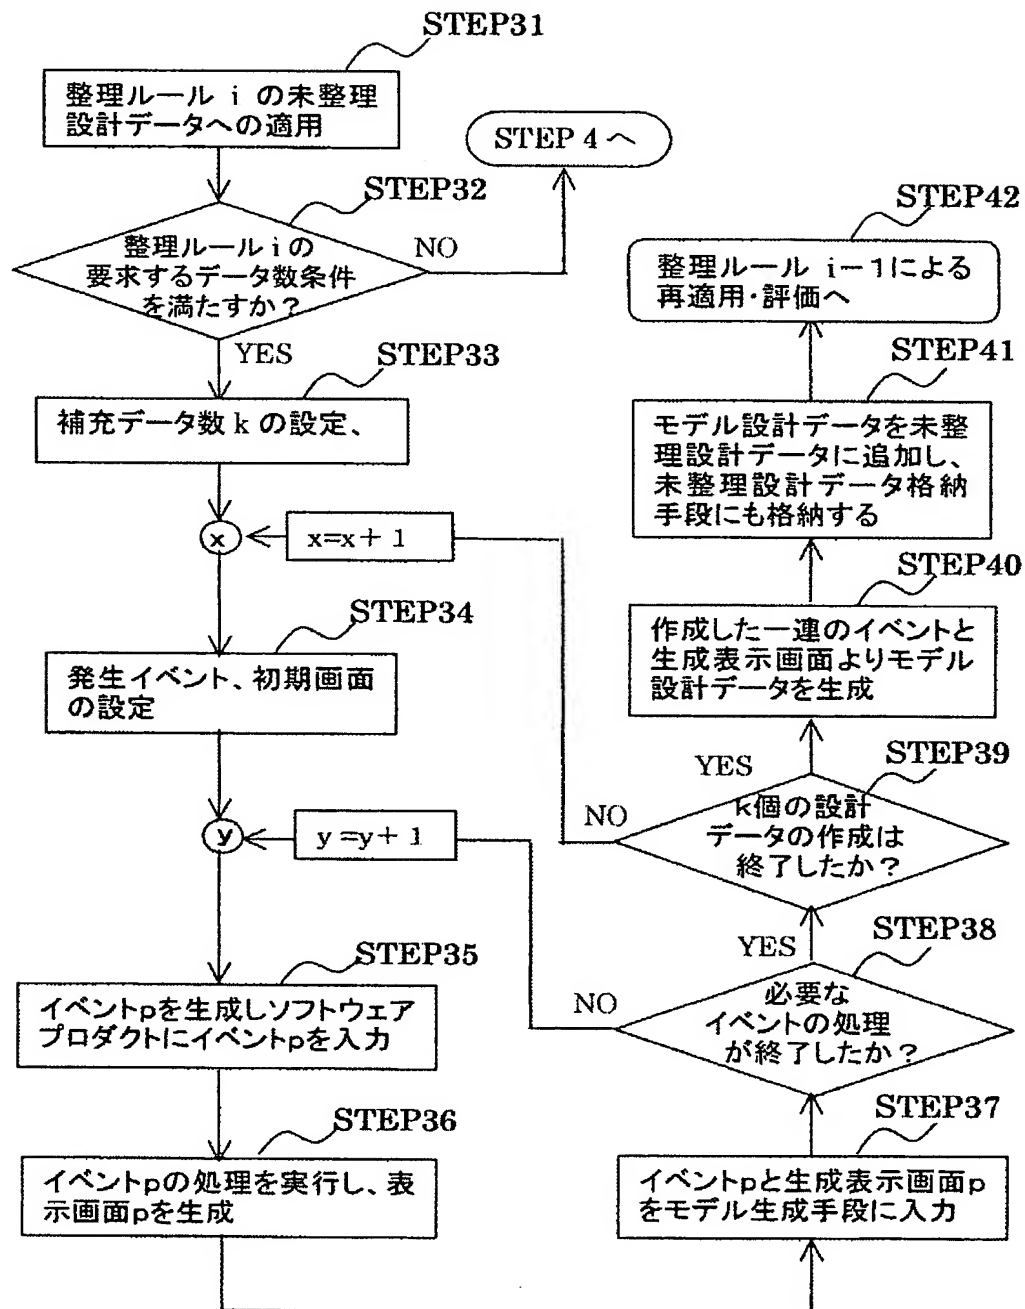 STEP31
整理ルール i の未整理
設計データへの適用
STEP 4 へ
STEP32
整理ルール i の
要求するデータ数条件
を満たすか？
NO
YES
STEP33
補充データ数 k の設定、
x
x=x+1
STEP34
発生イベント、初期画面
の設定
y
y=y+1
STEP35
イベントpを生成しソフトウェア
プロダクトにイベントpを入力
STEP36
イベントpの処理を実行し、表
示画面pを生成
STEP42
整理ルール i-1による
再適用・評価へ
STEP41
モデル設計データを未整
理設計データに追加し、
未整理設計データ格納
手段にも格納する
STEP40
作成した一連のイベントと
生成表示画面よりモデル
設計データを生成
YES
STEP39
NO
k個の設計
データの作成は
終了したか？
YES
STEP38
NO
必要な
イベントの処理
が終了したか？
STEP37
イベントpと生成表示画面p
をモデル生成手段に入力